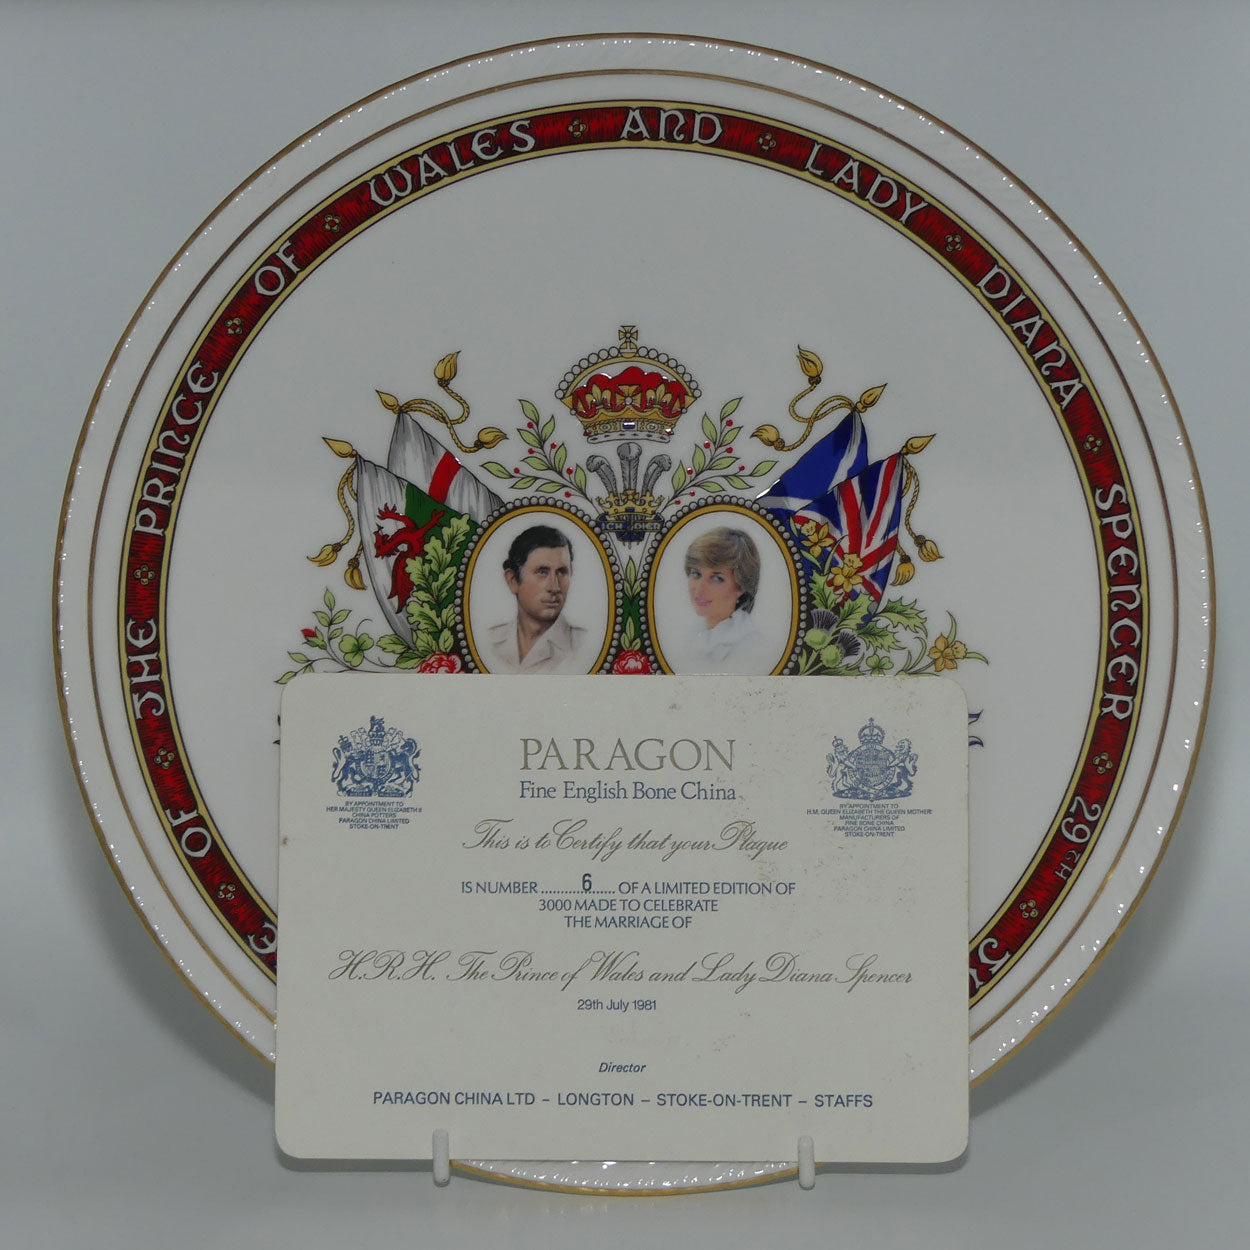 OF THE PRINCE OF WALES AND LADY DIANA SPENCER 29TH
ICH DIEN
PARAGON
Fine English Bone China
BY APPOINTMENT TO
HER MAJESTY QUEEN ELIZABETH II
CHINA POTTERS
PARAGON CHINA LIMITED
STOKE-ON-TRENT
BY APPOINTMENT TO
H.M. QUEEN ELIZABETH THE QUEEN MOTHER
MANUFACTURERS OF
FINE BONE CHINA
PARAGON CHINA LIMITED
STOKE-ON-TRENT
This is to Certify that your Plaque
IS NUMBER ...........6...... OF A LIMITED EDITION OF
3000 MADE TO CELEBRATE
THE MARRIAGE OF
H.R.H. The Prince of Wales and Lady Diana Spencer
29th July 1981
Director
PARAGON CHINA LTD – LONGTON – STOKE-ON-TRENT – STAFFS